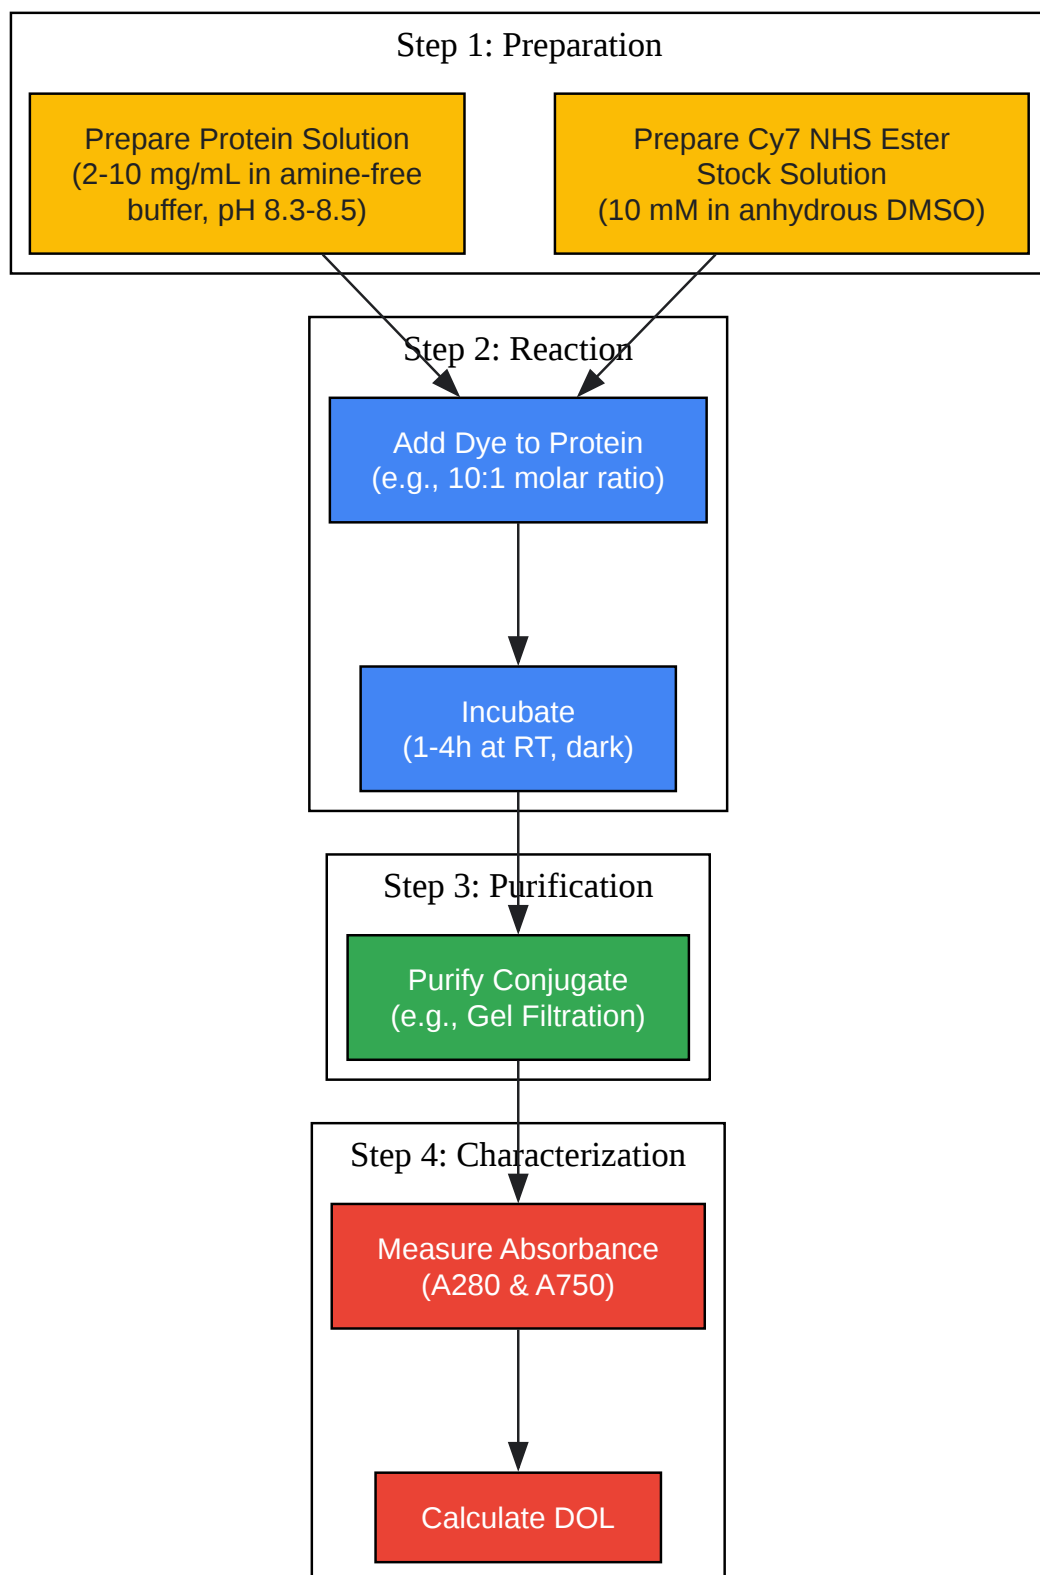 Step 1: Preparation
Prepare Protein Solution
(2-10 mg/mL in amine-free
buffer, pH 8.3-8.5)
Prepare Cy7 NHS Ester
Stock Solution
(10 mM in anhydrous DMSO)
Step 2: Reaction
Add Dye to Protein
(e.g., 10:1 molar ratio)
Incubate
(1-4h at RT, dark)
Step 3: Purification
Purify Conjugate
(e.g., Gel Filtration)
Step 4: Characterization
Measure Absorbance
(A280 & A750)
Calculate DOL